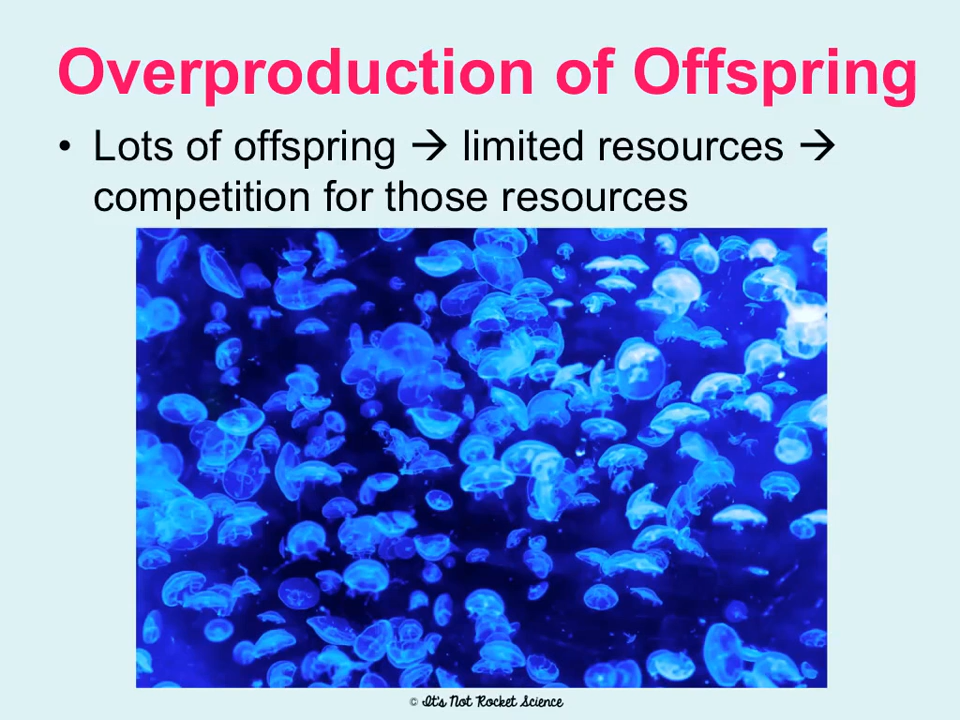 Overproduction of Offspring
• Lots of offspring → limited resources →
competition for those resources
© It's Not Rocket Science